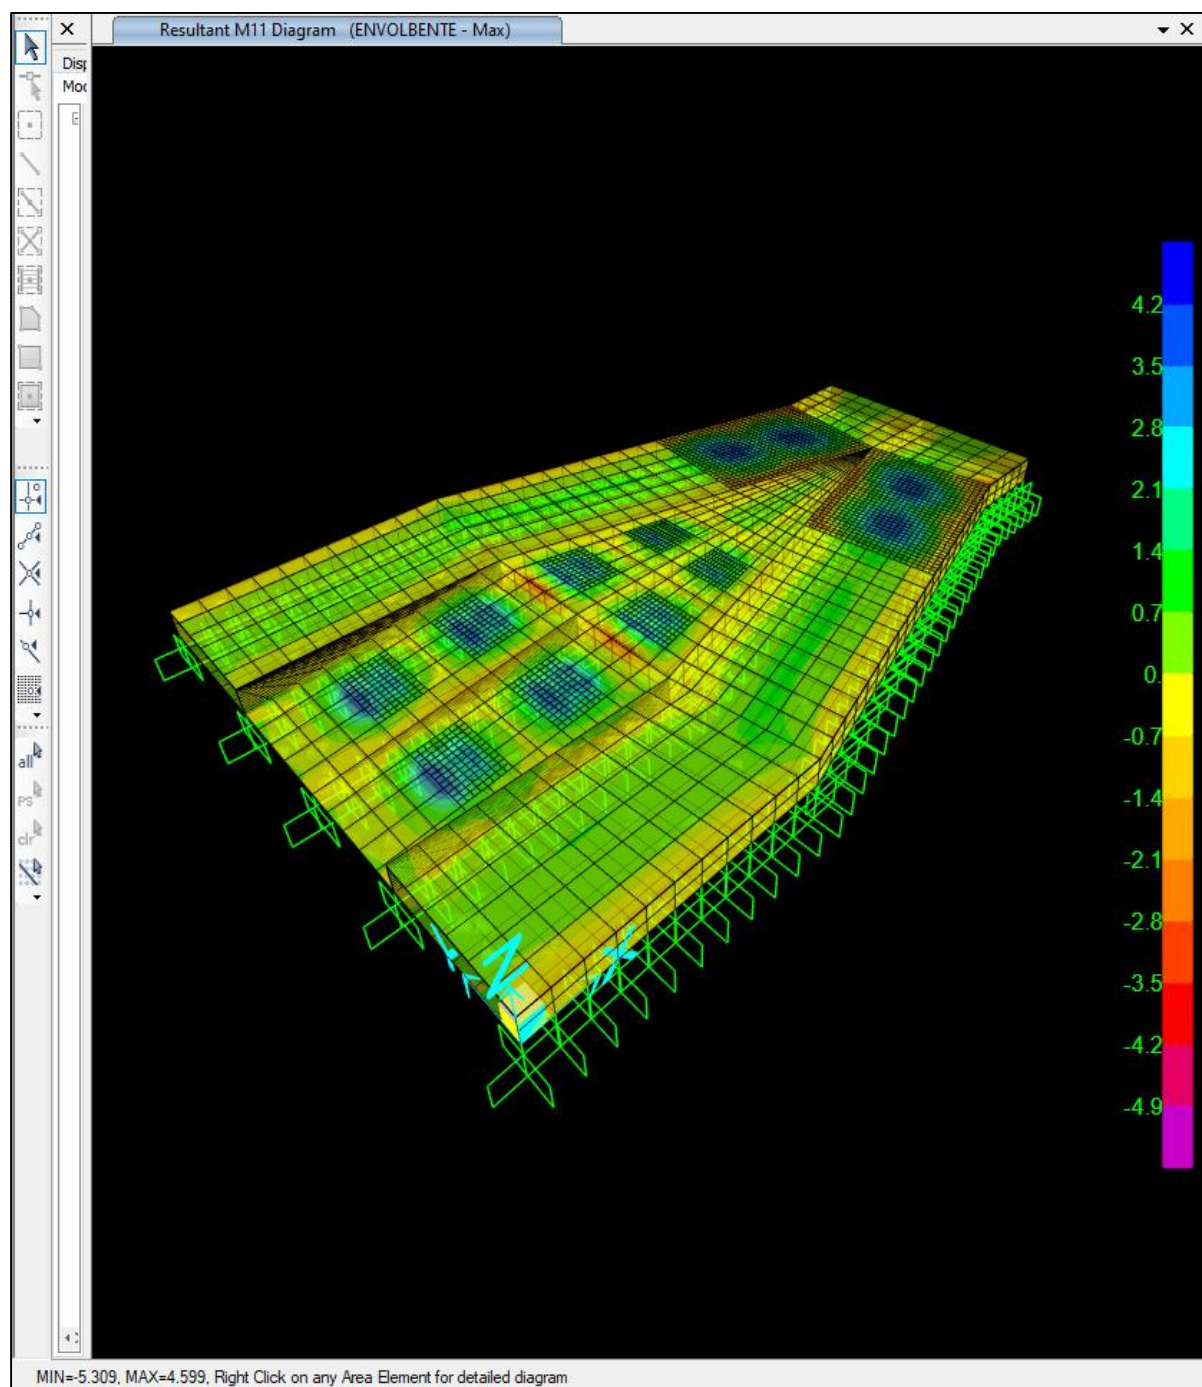 Resultant M11 Diagram (ENVOLBENTE - Max)
Disp
Mod
all
PS
clr
4.2
3.5
2.8
2.1
1.4
0.7
0.
-0.7
-1.4
-2.1
-2.8
-3.5
-4.2
-4.9
Z
X
MIN=-5.309, MAX=4.599, Right Click on any Area Element for detailed diagram